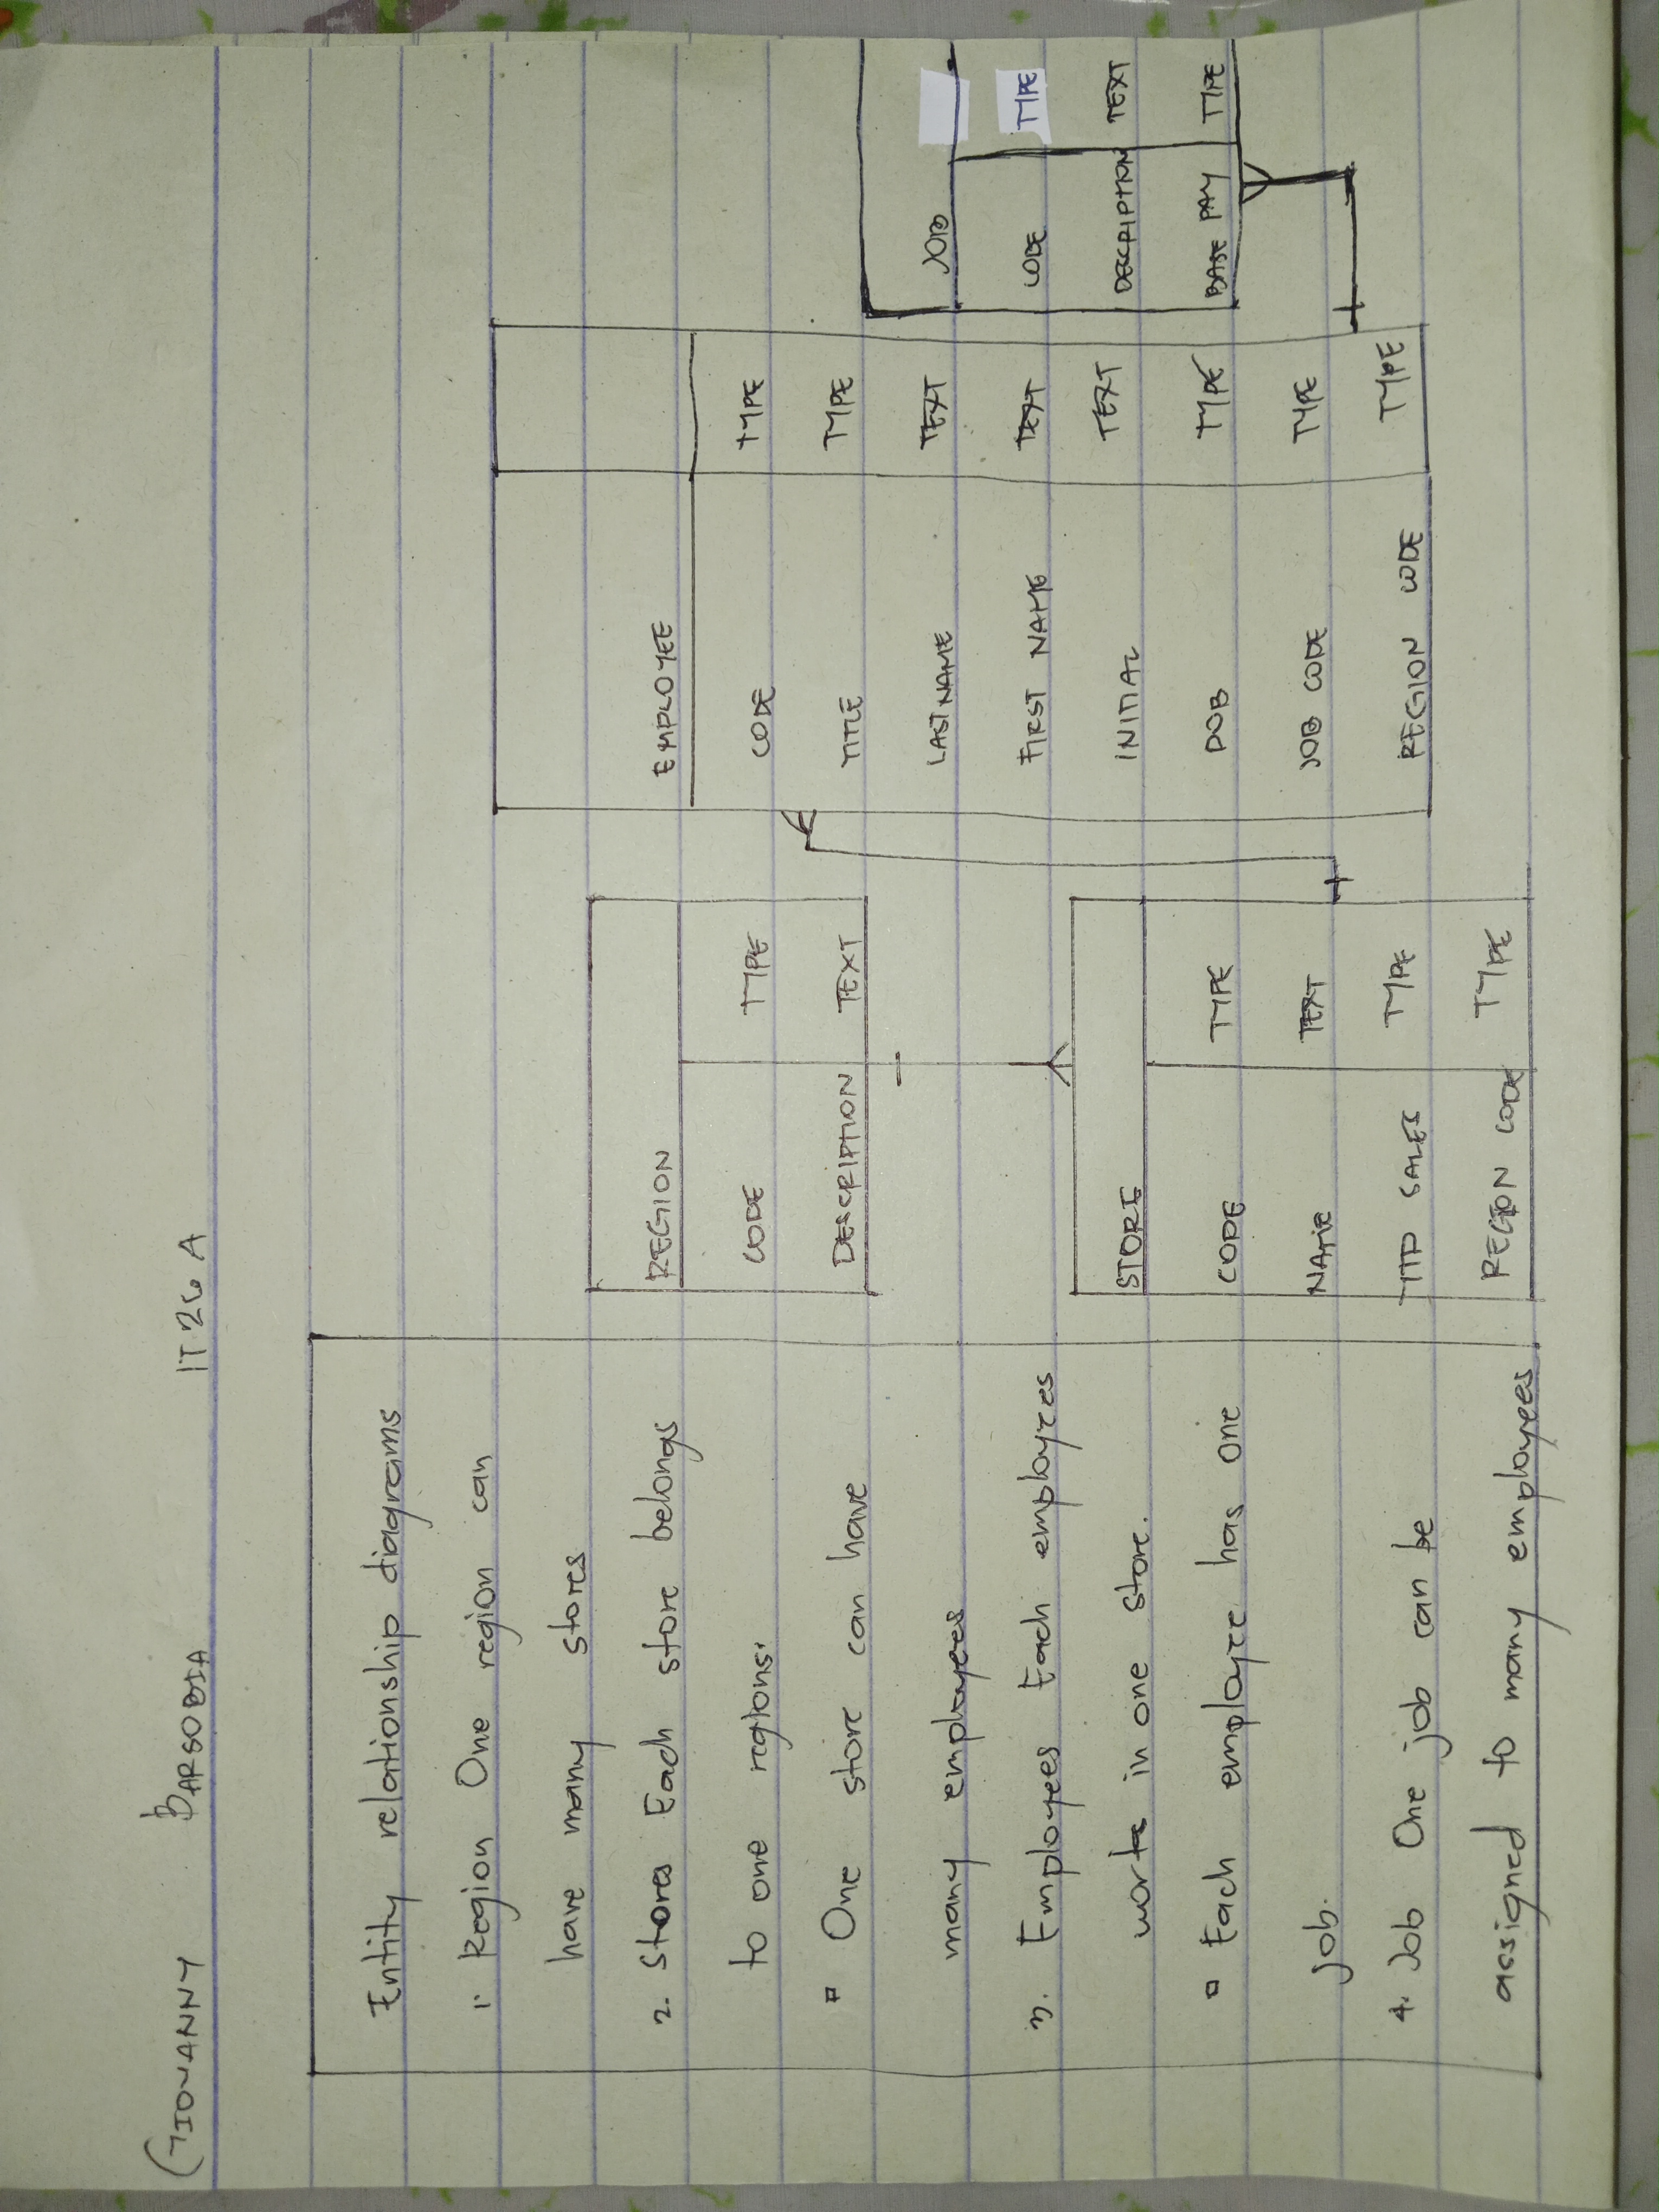 GIOVANNY BARSOBIA IT26 A
Entity relationship diagrams
1. Region One region can
have many stores
2. Stores Each store belongs
to one regions.
▫ One store can have
many employees
3. Employees Each employees
works in one store.
▫ Each employee has one
job.
4. Job One job can be
assigned to many employees
REGION
CODE TYPE
DESCRIPTION TEXT
STORE
CODE TYPE
NAME TEXT
SALES TYPE
REGION CODE TYPE
EMPLOYEE
CODE TYPE
TITLE TYPE
LAST NAME TEXT
FIRST NAME TEXT
INITIAL TEXT
DOB TYPE
JOB CODE TYPE
REGION CODE TYPE
JOB
CODE TYPE
DESCRIPTION TEXT
BASE PAY TYPE